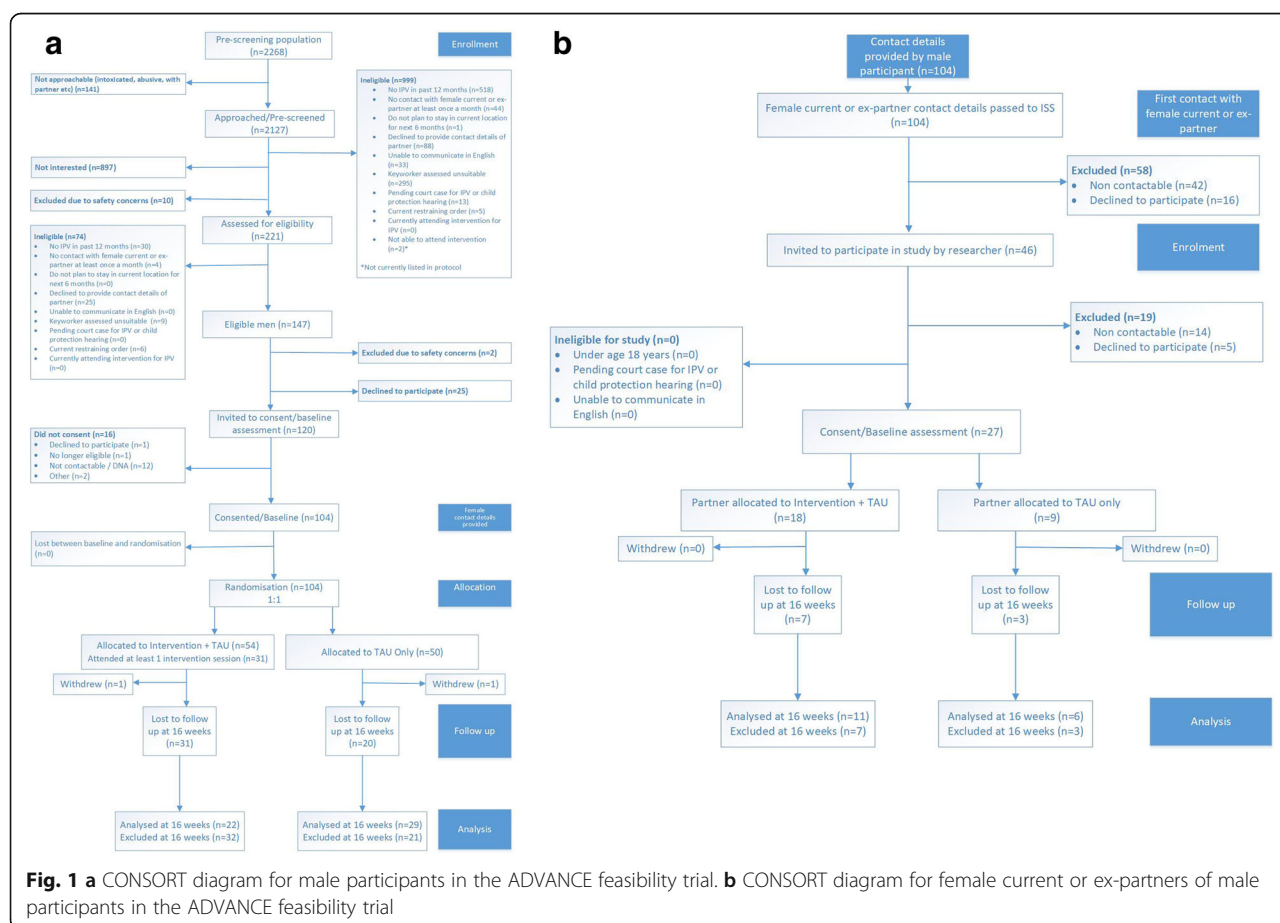 a
Pre-screening population
(n=2268)
Enrollment
Not approachable (intoxicated, abusive, with
partner etc) (n=141)
Approached/Pre-screened
(n=2127)
Ineligible (n=999)
• No IPV in past 12 months (n=518)
• No contact with female current or ex-
partner at least once a month (n=44)
• Do not plan to stay in current location
for next 6 months (n=1)
• Declined to provide contact details of
partner (n=88)
• Unable to communicate in English
(n=33)
• Keyworker assessed unsuitable
(n=295)
• Pending court case for IPV or child
protection hearing (n=13)
• Current restraining order (n=5)
• Currently attending intervention for
IPV (n=0)
• Not able to attend intervention
(n=2)*
*Not currently listed in protocol
Not interested (n=897)
Excluded due to safety concerns (n=10)
Assessed for eligibility
(n=221)
Ineligible (n=74)
• No IPV in past 12 months (n=30)
• No contact with female current or ex-
partner at least once a month (n=4)
• Do not plan to stay in current location for
next 6 months (n=0)
• Declined to provide contact details of
partner (n=25)
• Unable to communicate in English (n=0)
• Keyworker assessed unsuitable (n=9)
• Pending court case for IPV or child
protection hearing (n=0)
• Current restraining order (n=6)
• Currently attending intervention for IPV
(n=0)
Eligible men (n=147)
Excluded due to safety concerns (n=2)
Declined to participate (n=25)
Invited to consent/baseline
assessment (n=120)
Did not consent (n=16)
• Declined to participate (n=1)
• No longer eligible (n=1)
• Not contactable / DNA (n=12)
• Other (n=2)
Consented/Baseline (n=104)
Female
contact details
provided
Lost between baseline and randomisation
(n=0)
Randomisation (n=104)
1:1
Allocation
Allocated to Intervention + TAU (n=54)
Attended at least 1 intervention session (n=31)
Allocated to TAU Only (n=50)
Withdrew (n=1)
Withdrew (n=1)
Lost to follow
up at 16 weeks
(n=31)
Lost to follow
up at 16 weeks
(n=20)
Follow up
Analysed at 16 weeks (n=22)
Excluded at 16 weeks (n=32)
Analysed at 16 weeks (n=29)
Excluded at 16 weeks (n=21)
Analysis
b
Contact details
provided by male
participant (n=104)
Female current or ex-partner contact details passed to ISS
(n=104)
First contact with
female current or ex-
partner
Excluded (n=58)
• Non contactable (n=42)
• Declined to participate (n=16)
Enrolment
Invited to participate in study by researcher (n=46)
Excluded (n=19)
• Non contactable (n=14)
• Declined to participate (n=5)
Ineligible for study (n=0)
• Under age 18 years (n=0)
• Pending court case for IPV or
child protection hearing (n=0)
• Unable to communicate in
English (n=0)
Consent/Baseline assessment (n=27)
Partner allocated to Intervention + TAU
(n=18)
Partner allocated to TAU only
(n=9)
Withdrew (n=0)
Withdrew (n=0)
Lost to follow
up at 16 weeks
(n=7)
Lost to follow
up at 16 weeks
(n=3)
Follow up
Analysed at 16 weeks (n=11)
Excluded at 16 weeks (n=7)
Analysed at 16 weeks (n=6)
Excluded at 16 weeks (n=3)
Analysis
Fig. 1 a CONSORT diagram for male participants in the ADVANCE feasibility trial. b CONSORT diagram for female current or ex-partners of male
participants in the ADVANCE feasibility trial